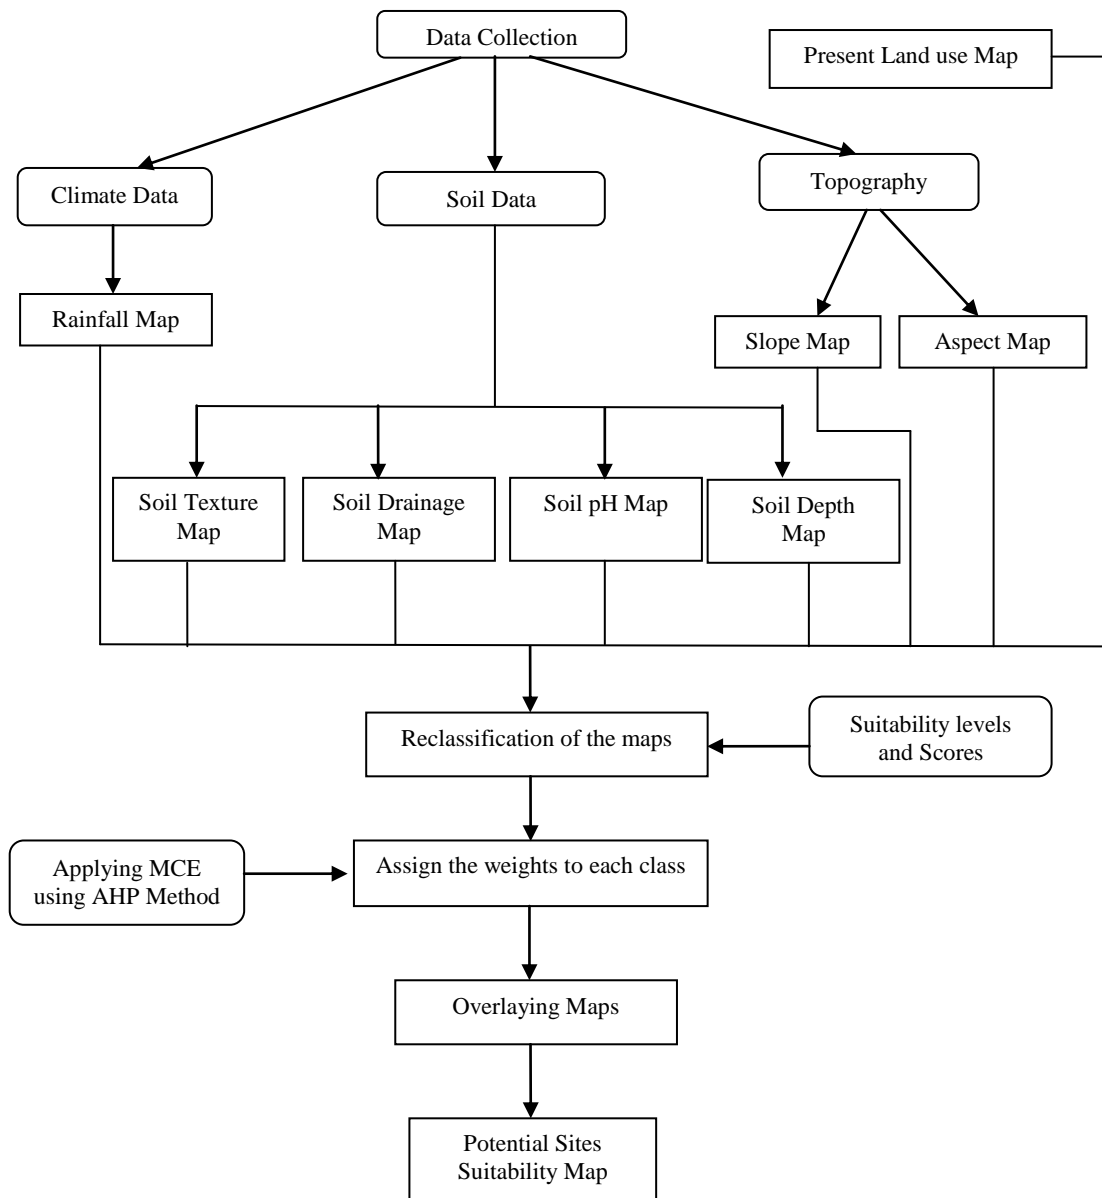 Data Collection
Present Land use Map
Climate Data
Soil Data
Topography
Rainfall Map
Slope Map
Aspect Map
Soil Texture
Map
Soil Drainage
Map
Soil pH Map
Soil Depth
Map
Reclassification of the maps
Suitability levels
and Scores
Applying MCE
using AHP Method
Assign the weights to each class
Overlaying Maps
Potential Sites
Suitability Map